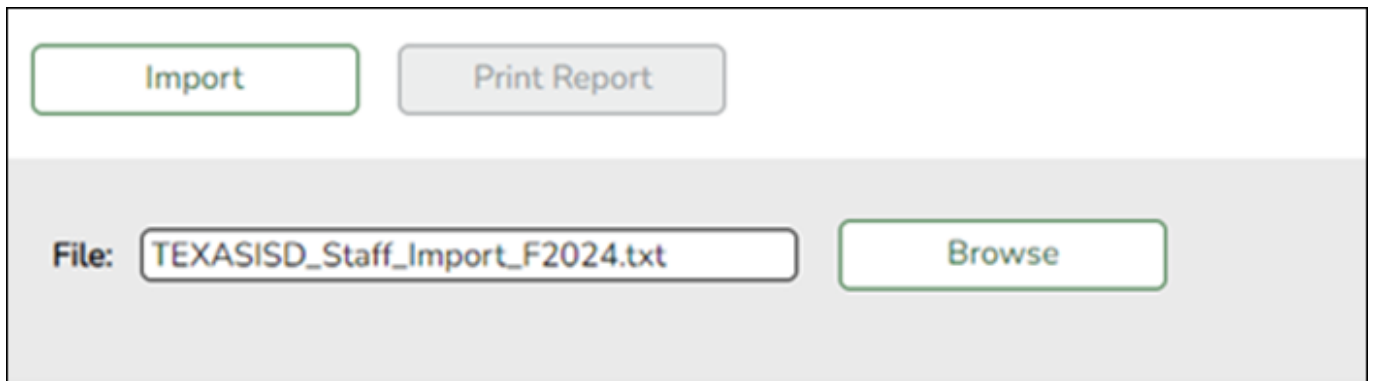 Import Print Report
File: TEXASISD_Staff_Import_F2024.txt Browse